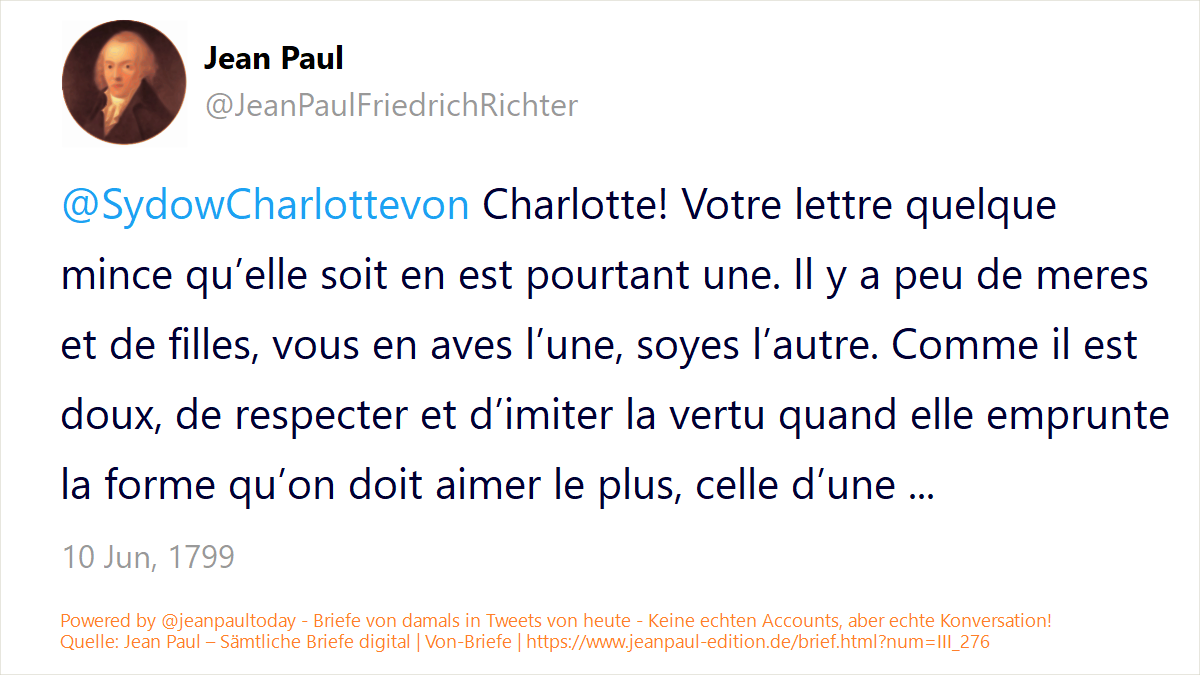 Jean Paul
@JeanPaulFriedrichRichter
@SydowCharlottevon Charlotte! Votre lettre quelque
mince qu’elle soit en est pourtant une. Il y a peu de meres
et de filles, vous en aves l’une, soyes l’autre. Comme il est
doux, de respecter et d’imiter la vertu quand elle emprunte
la forme qu’on doit aimer le plus, celle d’une ...
10 Jun, 1799
Powered by @jeanpaultoday - Briefe von damals in Tweets von heute - Keine echten Accounts, aber echte Konversation!
Quelle: Jean Paul – Sämtliche Briefe digital | Von-Briefe | https://www.jeanpaul-edition.de/brief.html?num=III_276